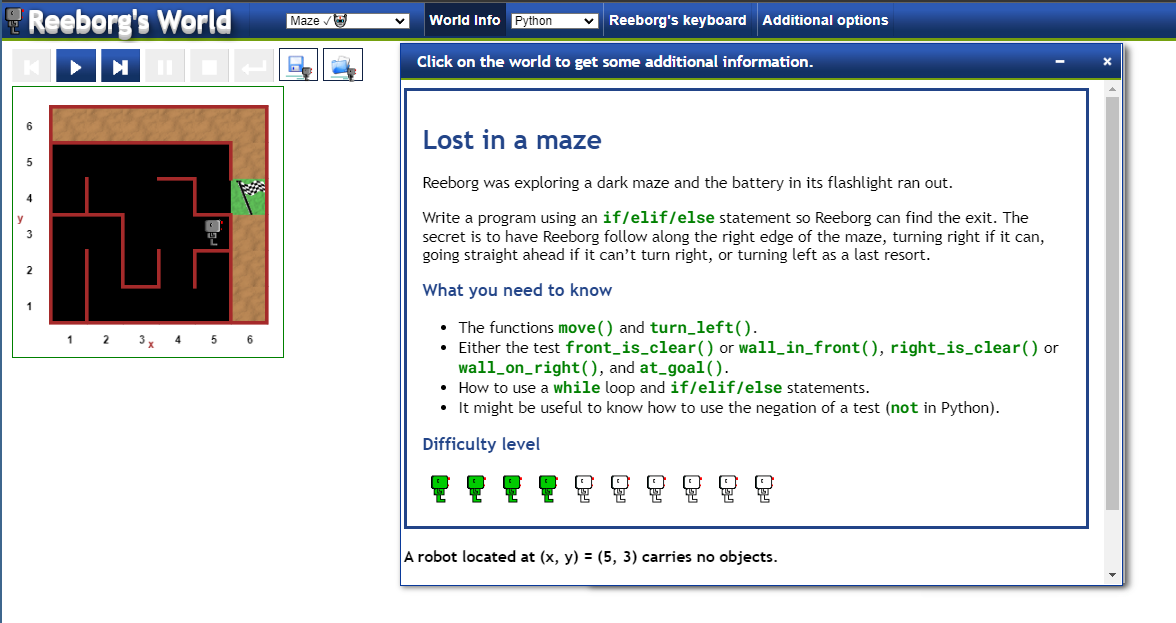 Reeborg's World
Maze ✓
World Info
Python
Reeborg's keyboard
Additional options
6
5
4
y
3
2
1
1 2 3 x 4 5 6
Click on the world to get some additional information.
Lost in a maze
Reeborg was exploring a dark maze and the battery in its flashlight ran out.
Write a program using an if/elif/else statement so Reeborg can find the exit. The
secret is to have Reeborg follow along the right edge of the maze, turning right if it can,
going straight ahead if it can’t turn right, or turning left as a last resort.
What you need to know
• The functions move() and turn_left().
• Either the test front_is_clear() or wall_in_front(), right_is_clear() or
wall_on_right(), and at_goal().
• How to use a while loop and if/elif/else statements.
• It might be useful to know how to use the negation of a test (not in Python).
Difficulty level
A robot located at (x, y) = (5, 3) carries no objects.